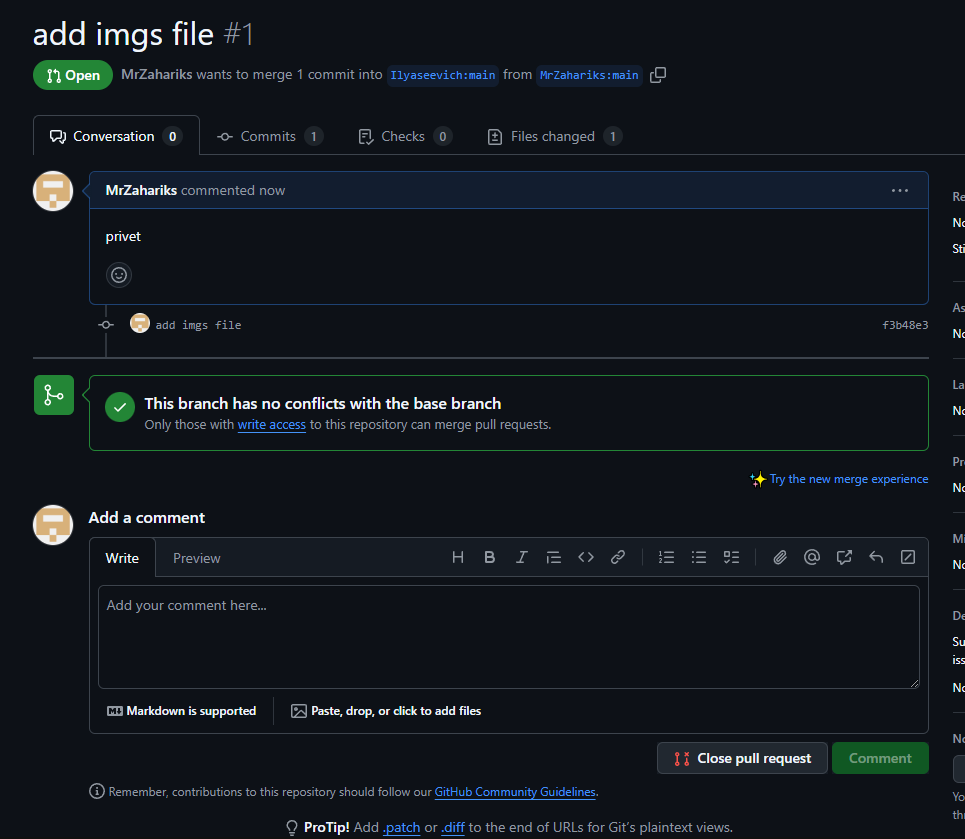 add imgs file #1
Open MrZahariks wants to merge 1 commit into Ilyaseevich:main from MrZahariks:main
Conversation 0 Commits 1 Checks 0 Files changed 1
MrZahariks commented now
privet
add imgs file f3b48e3
This branch has no conflicts with the base branch
Only those with write access to this repository can merge pull requests.
Try the new merge experience
Add a comment
Write Preview
Add your comment here...
Markdown is supported Paste, drop, or click to add files
Close pull request Comment
Remember, contributions to this repository should follow our GitHub Community Guidelines.
ProTip! Add .patch or .diff to the end of URLs for Git's plaintext views.